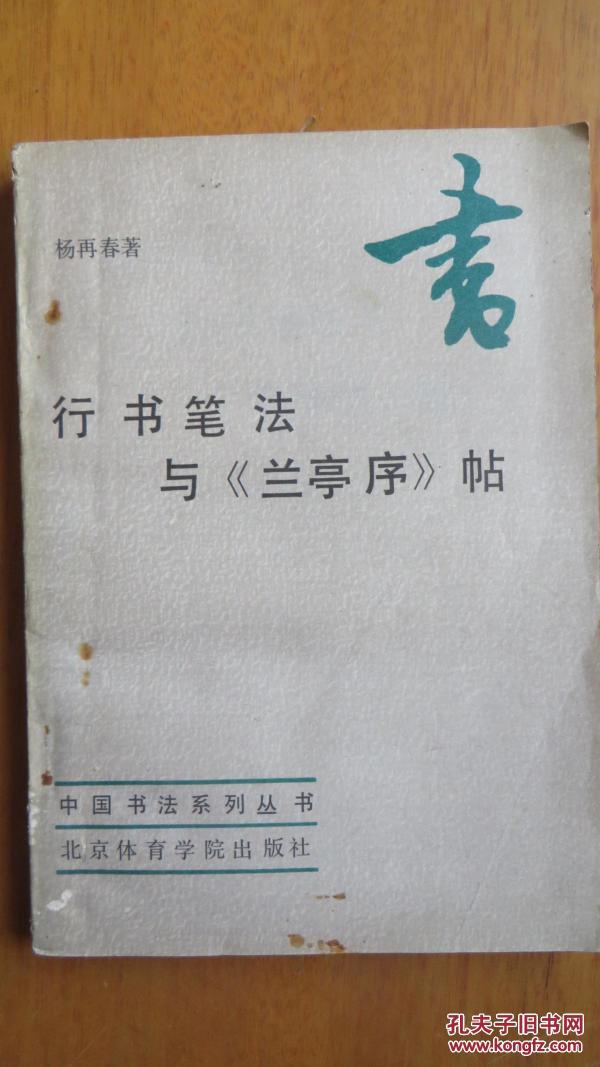 書
杨再春著
行书笔法
与《兰亭序》帖
中国书法系列丛书
北京体育学院出版社
孔夫子旧书网
www.kongfz.com